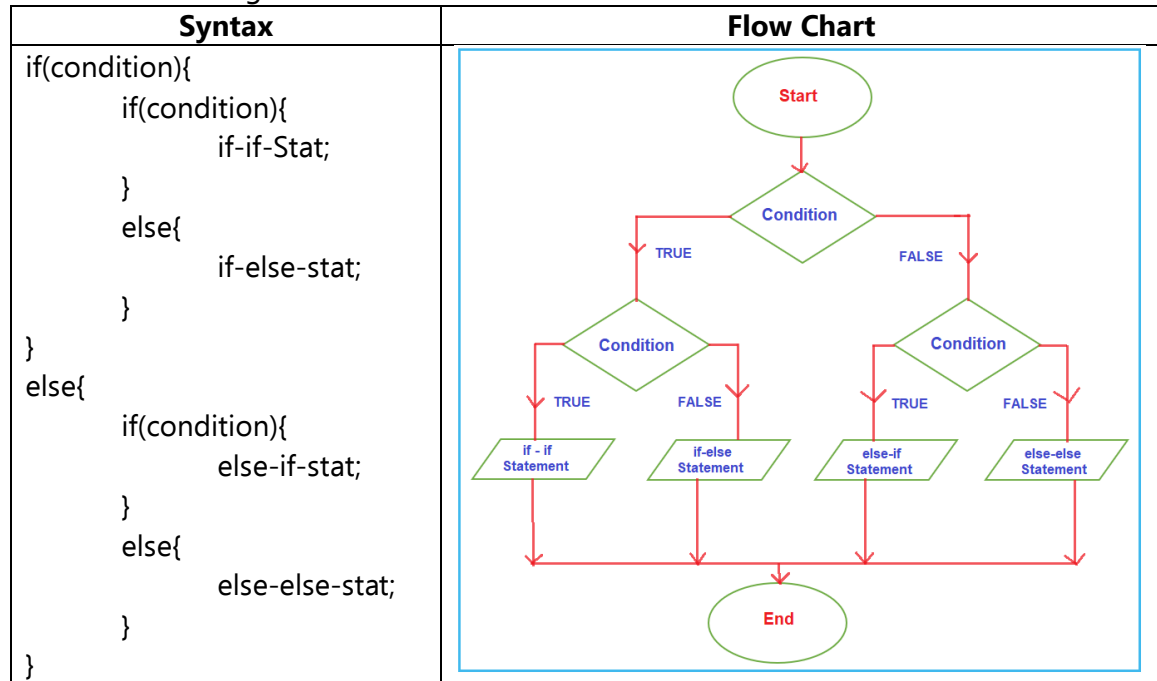 Syntax
Flow Chart
if(condition){
if(condition){
if-if-Stat;
}
else{
if-else-stat;
}
}
else{
if(condition){
else-if-stat;
}
else{
else-else-stat;
}
}
Start
Condition
TRUE
FALSE
Condition
Condition
TRUE
FALSE
TRUE
FALSE
if - if
Statement
if-else
Statement
else-if
Statement
else-else
Statement
End